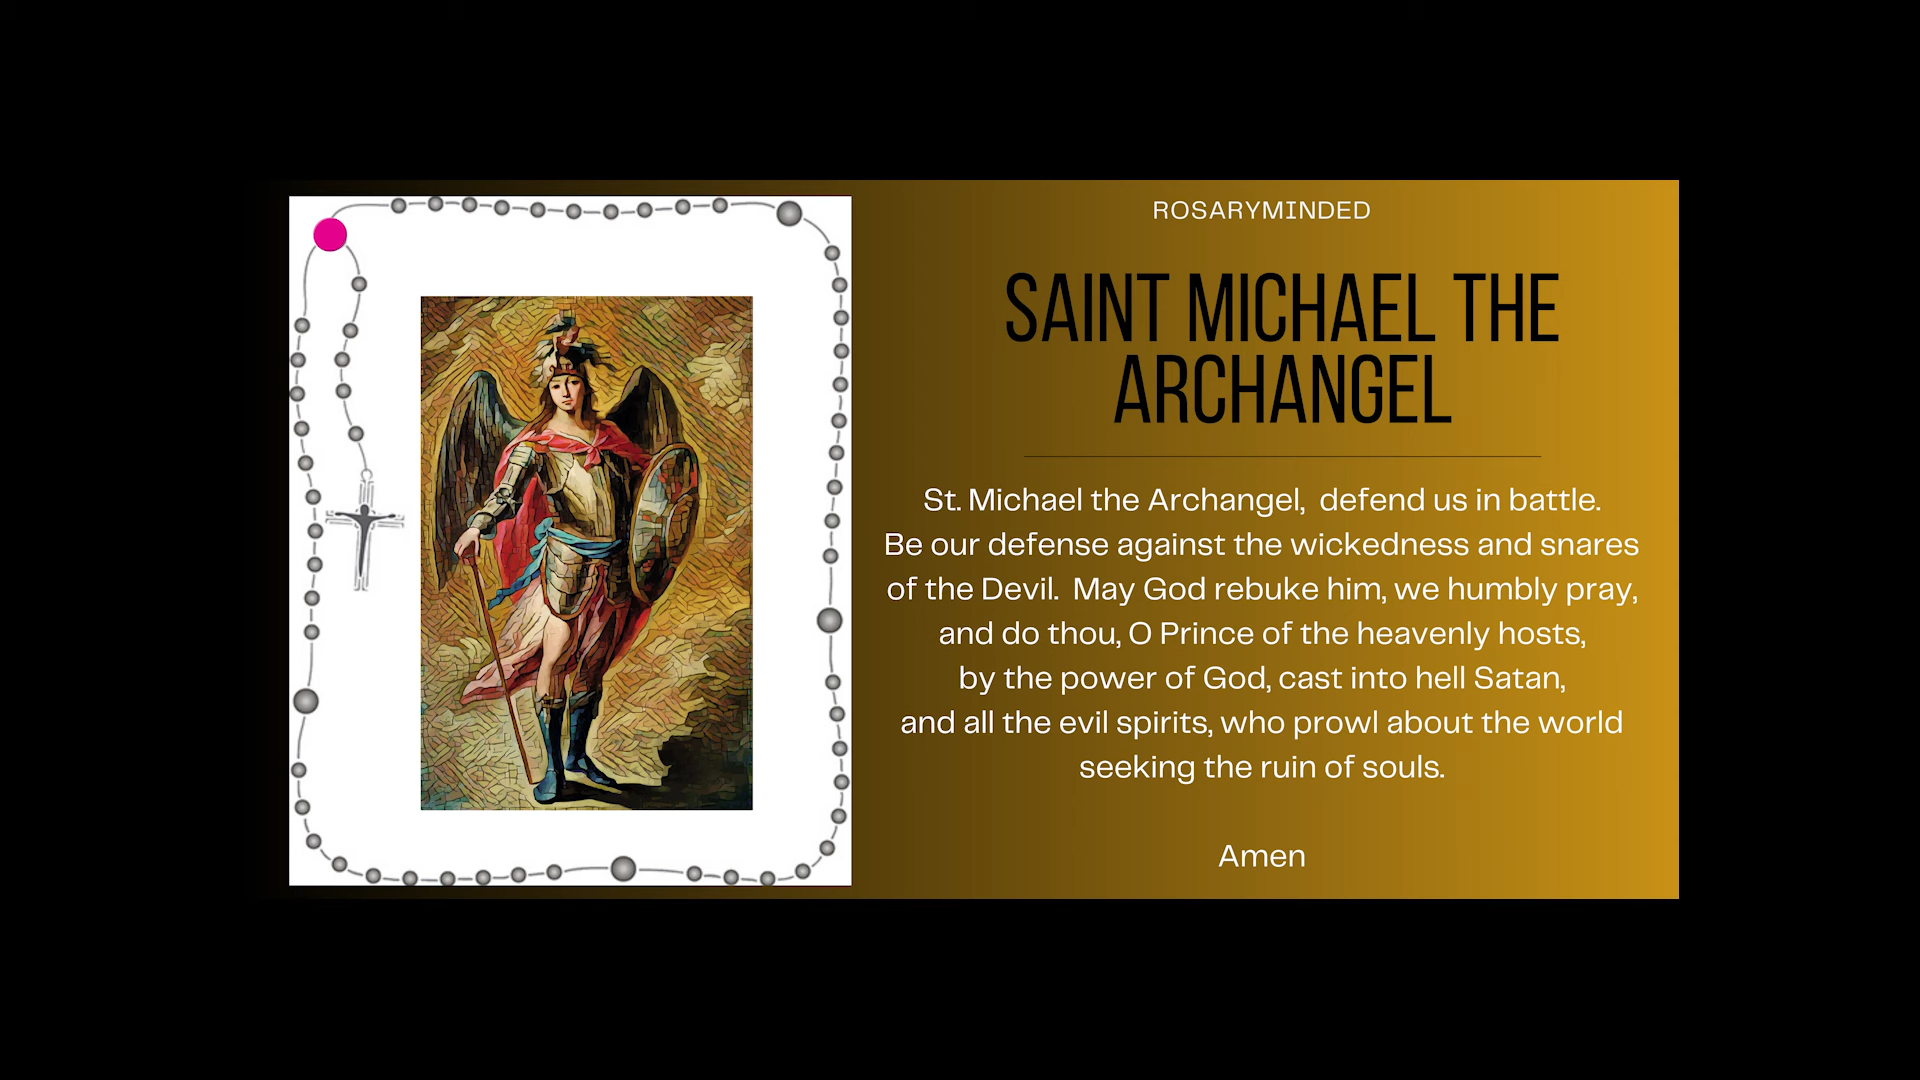 ROSARYMINDED
SAINT MICHAEL THE
ARCHANGEL
St. Michael the Archangel,  defend us in battle.
Be our defense against the wickedness and snares
of the Devil.  May God rebuke him, we humbly pray,
and do thou, O Prince of the heavenly hosts,
by the power of God, cast into hell Satan,
and all the evil spirits, who prowl about the world
seeking the ruin of souls.
Amen